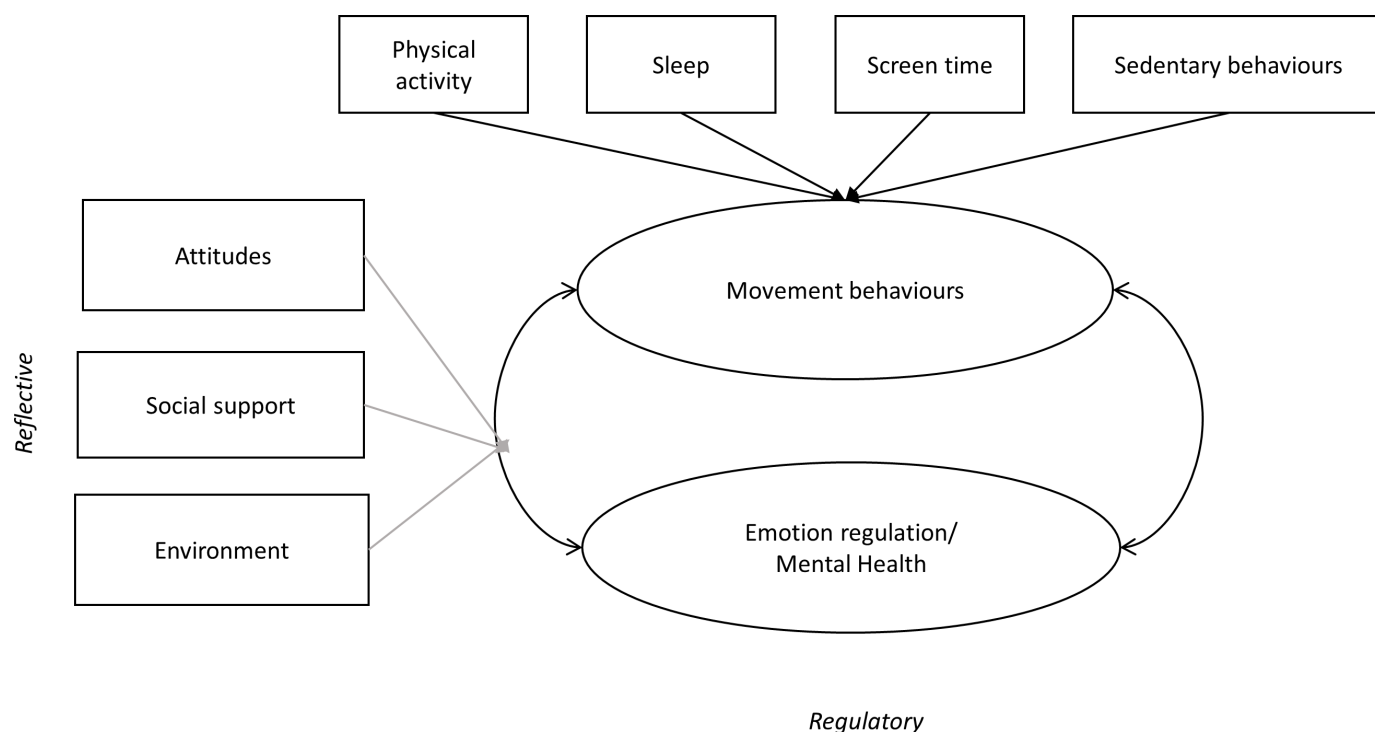 Physical
activity
Sleep
Screen time
Sedentary behaviours
Attitudes
Movement behaviours
Reflective
Social support
Environment
Emotion regulation/
Mental Health
Regulatory